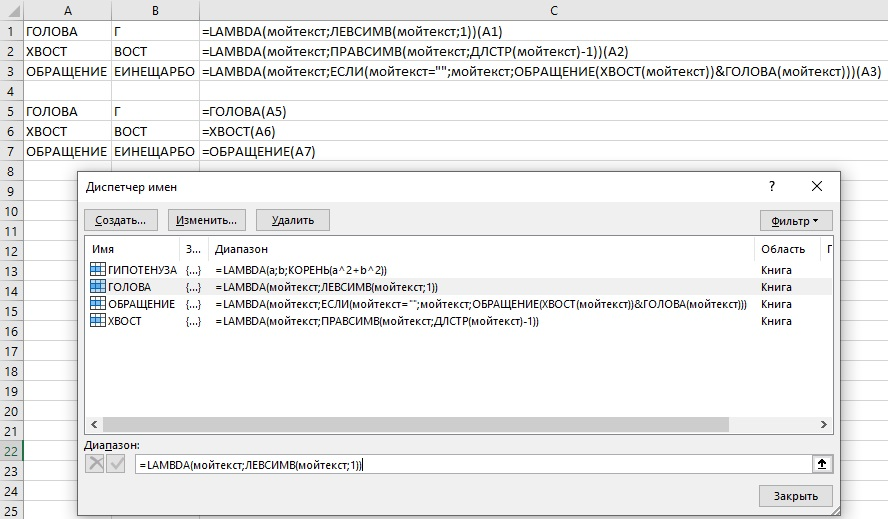 A B C
1 ГОЛОВА Г =LAMBDA(мойтекст;ЛЕВСИМВ(мойтекст;1))(A1)
2 ХВОСТ ВОСТ =LAMBDA(мойтекст;ПРАВСИМВ(мойтекст;ДЛСТР(мойтекст)-1))(A2)
3 ОБРАЩЕНИЕ ЕИНЕЩАРБО =LAMBDA(мойтекст;ЕСЛИ(мойтекст="";мойтекст;ОБРАЩЕНИЕ(ХВОСТ(мойтекст))&ГОЛОВА(мойтекст)))(A3)
4
5 ГОЛОВА Г =ГОЛОВА(A5)
6 ХВОСТ ВОСТ =ХВОСТ(A6)
7 ОБРАЩЕНИЕ ЕИНЕЩАРБО =ОБРАЩЕНИЕ(A7)
8
9 Диспетчер имен ?
10
11 Создать... Изменить... Удалить Фильтр
12
13 Имя З... Диапазон Область Г
14 ГИПОТЕНУЗА {...} =LAMBDA(a;b;КОРЕНЬ(a^2+b^2)) Книга
ГОЛОВА {...} =LAMBDA(мойтекст;ЛЕВСИМВ(мойтекст;1)) Книга
15 ОБРАЩЕНИЕ {...} =LAMBDA(мойтекст;ЕСЛИ(мойтекст="";мойтекст;ОБРАЩЕНИЕ(ХВОСТ(мойтекст))&ГОЛОВА(мойтекст))) Книга
16 ХВОСТ {...} =LAMBDA(мойтекст;ПРАВСИМВ(мойтекст;ДЛСТР(мойтекст)-1)) Книга
17
18
19
20
21
22 Диапазон:
23 =LAMBDA(мойтекст;ЛЕВСИМВ(мойтекст;1))
24 Закрыть
25